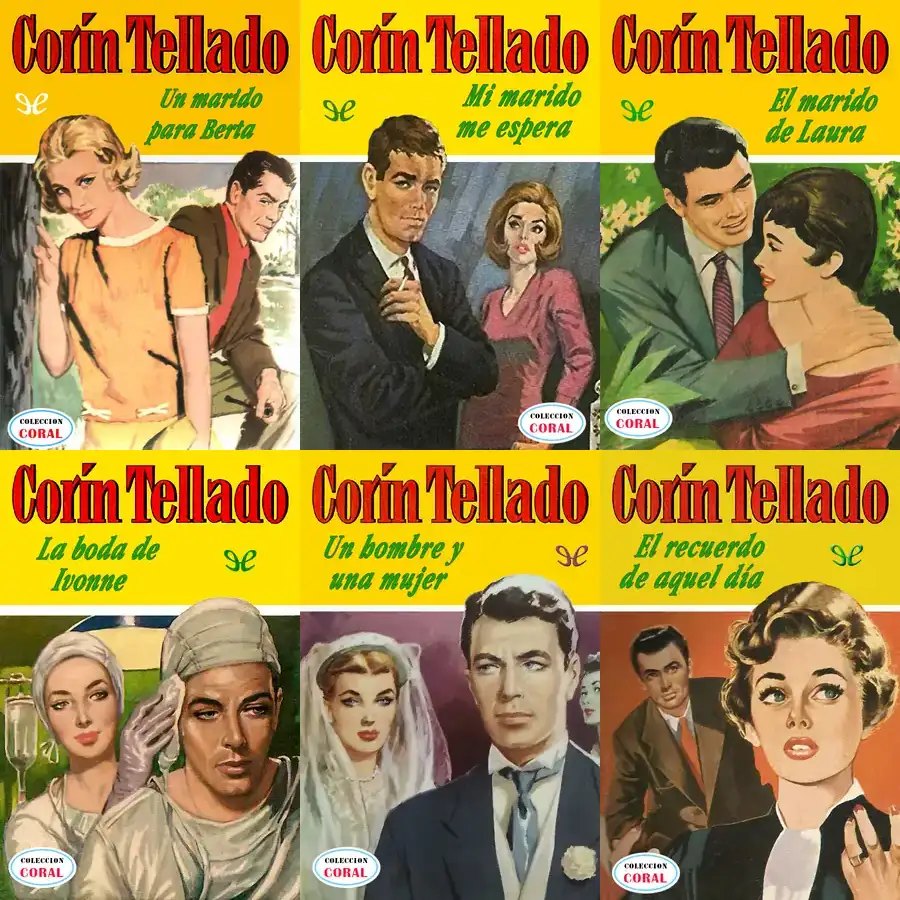 Corín Tellado
Un marido
para Berta
COLECCION
CORAL
Corín Tellado
Mi marido
me espera
COLECCION
CORAL
Corín Tellado
El marido
de Laura
COLECCION
CORAL
Corín Tellado
La boda de
Ivonne
COLECCION
CORAL
Corín Tellado
Un hombre y
una mujer
COLECCION
CORAL
Corín Tellado
El recuerdo
de aquel día
COLECCION
CORAL